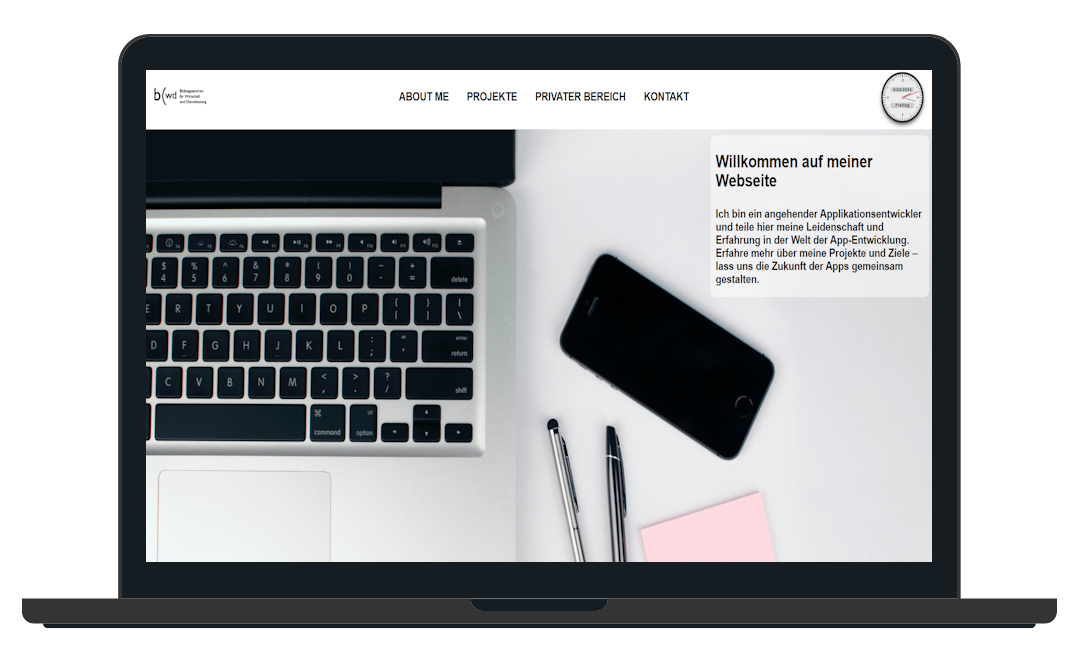 b(wd
Bildungszentrum
für Wirtschaft
und Dienstleistung
ABOUT ME PROJEKTE PRIVATER BEREICH KONTAKT
Freitag
Willkommen auf meiner
Webseite
Ich bin ein angehender Applikationsentwickler
und teile hier meine Leidenschaft und
Erfahrung in der Welt der App-Entwicklung.
Erfahre mehr über meine Projekte und Ziele –
lass uns die Zukunft der Apps gemeinsam
gestalten.
$ % ^ & * ( ) – +
4 5 6 7 8 9 0 - = delete
E R T Y U I O P { [ } ] | \
D F G H J K L : ; " ' enter return
C V B N M < , > . ? / shift
⌘ alt
command option